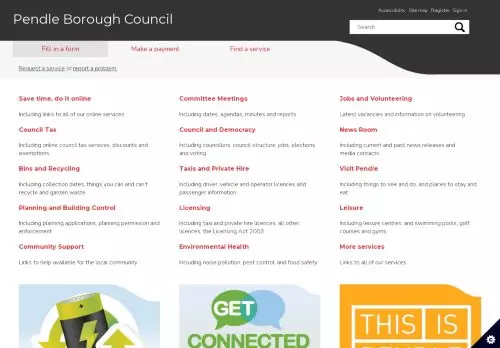 Pendle Borough Council
Accessibility Site map Register Sign in
Search
Fill in a form
Make a payment
Find a service
Request a service or report a problem.
Save time, do it online
Including links to all of our online services
Committee Meetings
Including dates, agendas, minutes and reports
Jobs and Volunteering
Latest vacancies and information on volunteering
Council Tax
Including online council tax services, discounts and
exemptions
Council and Democracy
Including councillors, council structure, jobs, elections
and voting
News Room
Including current and past news releases and
media contacts
Bins and Recycling
Including collection dates, things you can and can't
recycle and garden waste
Taxis and Private Hire
Including driver, vehicle and operator licences and
passenger information
Visit Pendle
Including things to see and do, and places to stay and
eat
Planning and Building Control
Including planning applications, planning permission and
enforcement
Licensing
Including taxi and private hire licences, all other
licences, the Licensing Act 2003
Leisure
Including leisure centres, and swimming pools, golf
courses and gyms
Community Support
Links to help available for the local community
Environmental Health
Including noise pollution, pest control, and food safety
More services
Links to all of our services
GET
CONNECTED
THIS IS